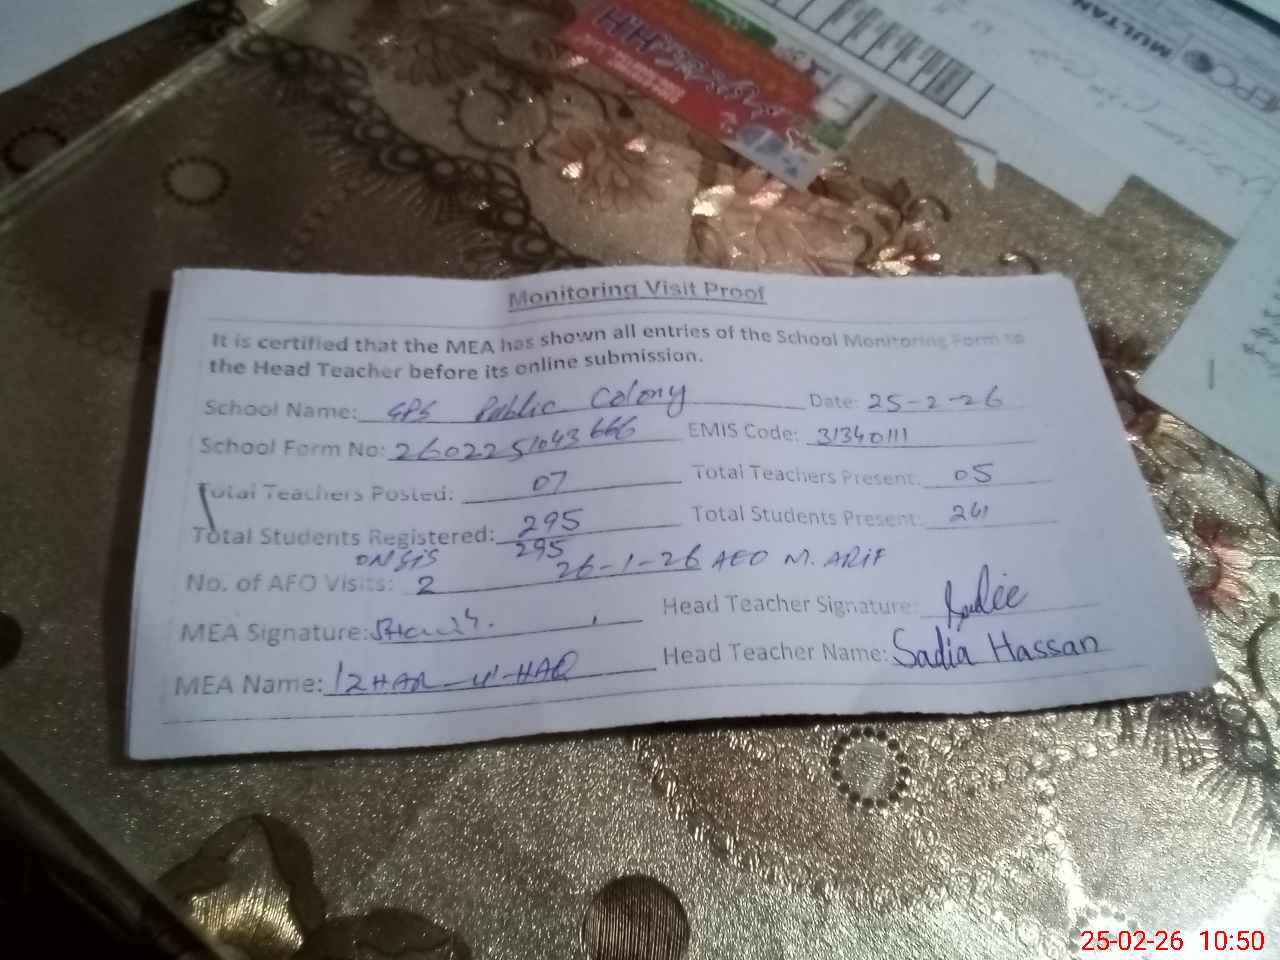 MEPCO MULTAN
Monitoring Visit Proof
It is certified that the MEA has shown all entries of the School Monitoring Form to
the Head Teacher before its online submission.
School Name: GPS Public Colony Date: 25-2-26
School Form No: 2602251043666 EMIS Code: 31340111
Total Teachers Posted: 07 Total Teachers Present: 05
Total Students Registered: 295 Total Students Present: 241
ON SIS 295
No. of AEO Visits: 2 26-1-26 AEO M. ARIF
MEA Signature: Head Teacher Signature:
MEA Name: IZHAR-U-HAQ Head Teacher Name: Sadia Hassan
25-02-26 10:50